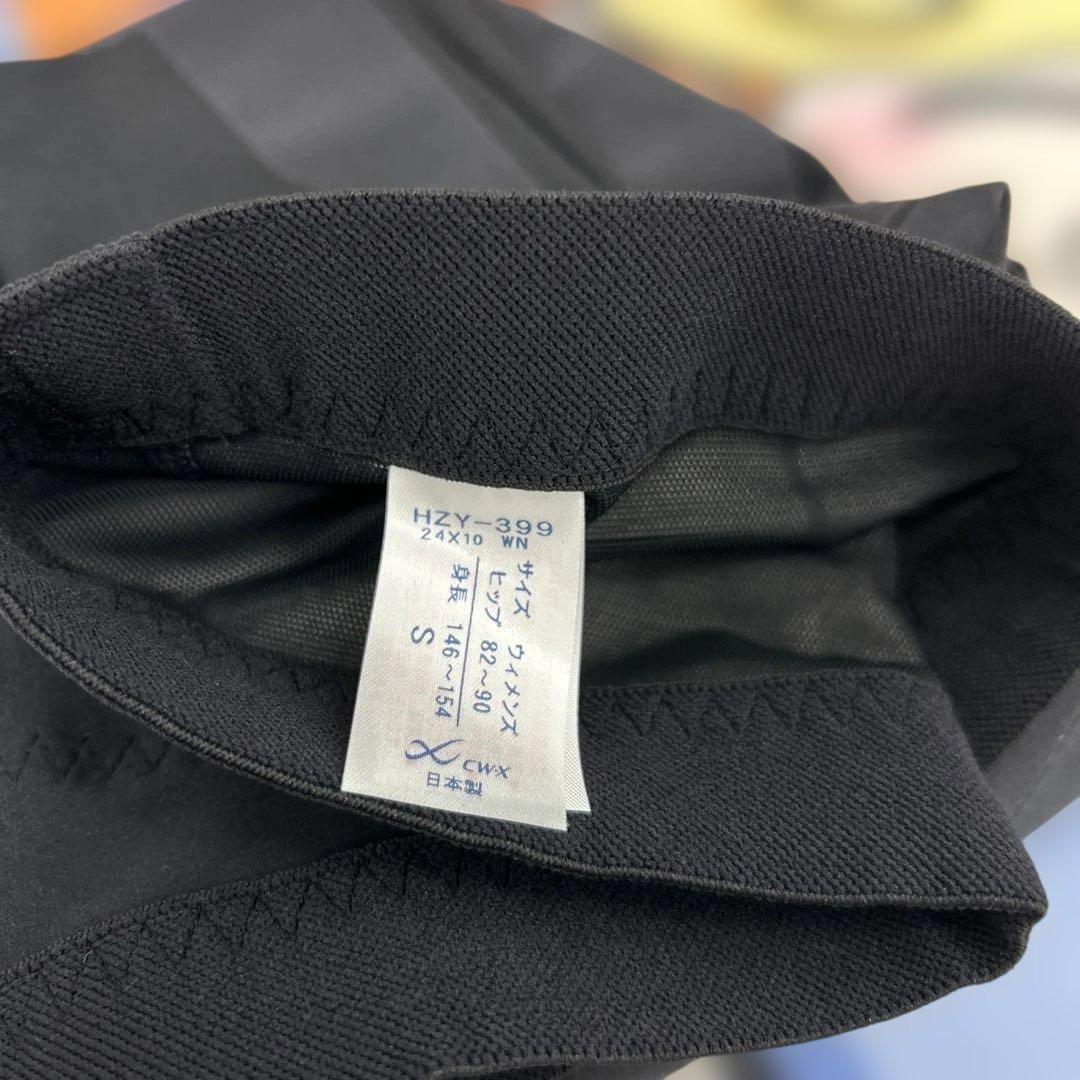 HZY-399
24X10 WN
サイズ ウィメンズ
ヒップ 82~90
身長 146~154
S
CW-X
日本製